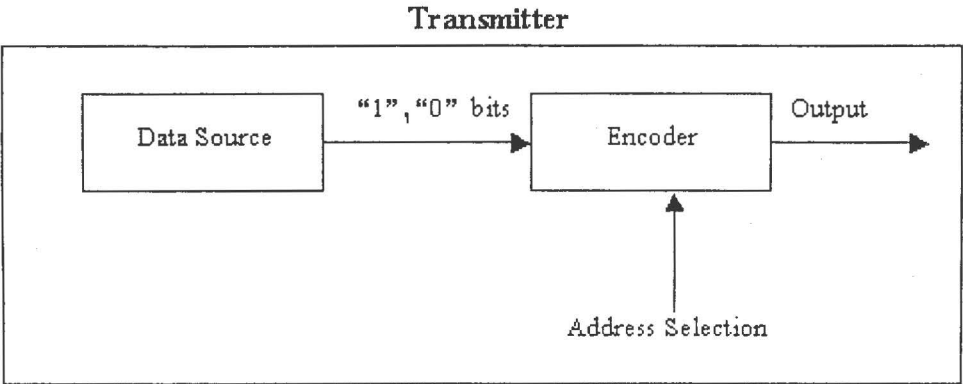 Transmitter
Data Source
“1”, “0” bits
Encoder
Output
Address Selection